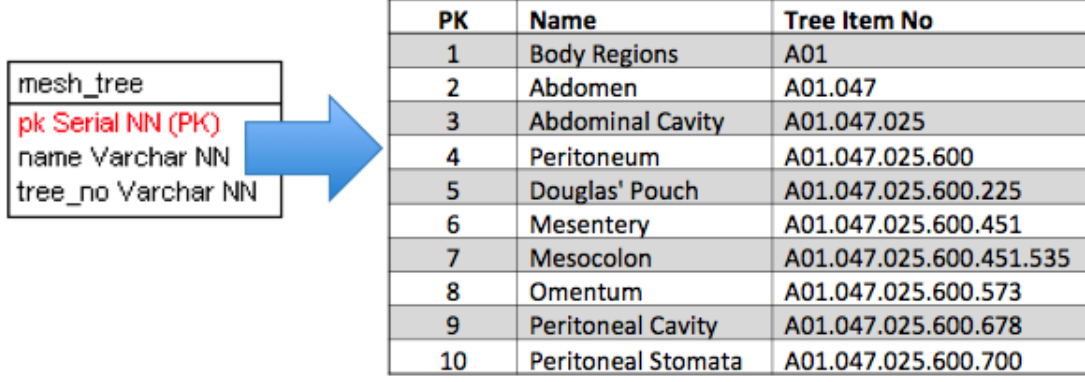 mesh_tree
pk Serial NN (PK)
name Varchar NN
tree_no Varchar NN
PK Name Tree Item No
1 Body Regions A01
2 Abdomen A01.047
3 Abdominal Cavity A01.047.025
4 Peritoneum A01.047.025.600
5 Douglas' Pouch A01.047.025.600.225
6 Mesentery A01.047.025.600.451
7 Mesocolon A01.047.025.600.451.535
8 Omentum A01.047.025.600.573
9 Peritoneal Cavity A01.047.025.600.678
10 Peritoneal Stomata A01.047.025.600.700